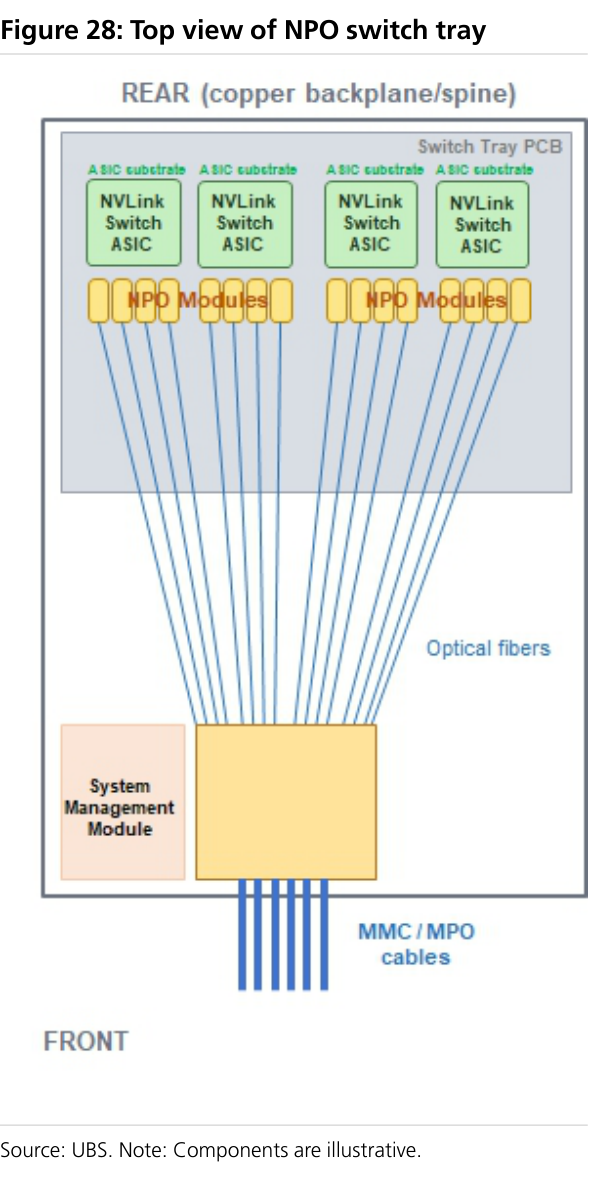 Figure 28: Top view of NPO switch tray
REAR (copper backplane/spine)
Switch Tray PCB
ASIC substrate ASIC substrate ASIC substrate ASIC substrate
NVLink
Switch
ASIC
NVLink
Switch
ASIC
NVLink
Switch
ASIC
NVLink
Switch
ASIC
NPO Modules
NPO Modules
Optical fibers
System
Management
Module
MMC / MPO
cables
FRONT
Source: UBS. Note: Components are illustrative.